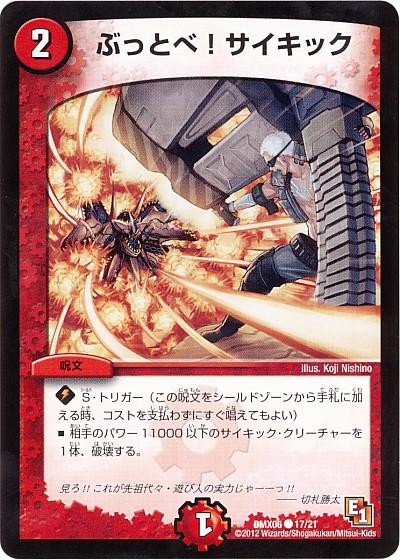 2
ぶっとべ！サイキック
呪文
illus. Koji Nishino
S・トリガー（この呪文をシールドゾーンから手札に加
える時、コストを支払わずにすぐ唱えてもよい）
■ 相手のパワー11000以下のサイキック・クリーチャーを
1体、破壊する。
見ろ!!これが先祖代々・遊び人の実力じゃーーっ!!
—— 切札勝太
1
DMX06 ● 17/21
©2012 Wizards/Shogakukan/Mitsui-Kids
E1